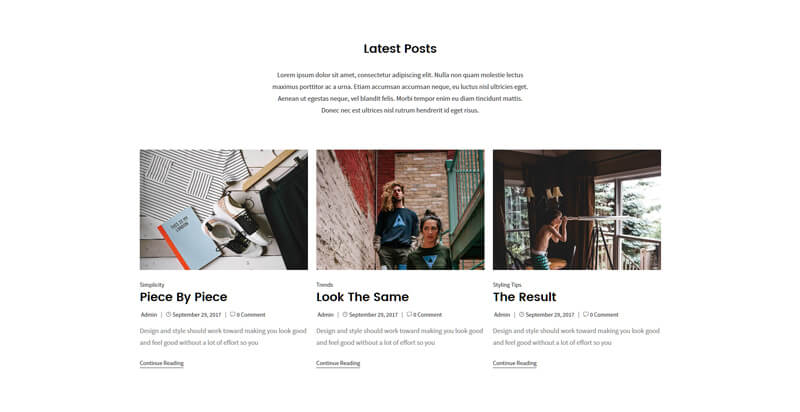 Latest Posts
Lorem ipsum dolor sit amet, consectetur adipiscing elit. Nulla non quam molestie lectus
maximus porttitor ac a urna. Etiam accumsan accumsan neque, eu luctus nisl ultricies eget.
Aenean ut egestas neque, vel blandit felis. Morbi tempor enim eu diam tincidunt mattis.
Donec nec est ultrices nisl rutrum hendrerit id eget risus.
THIS IS MY
LONDON
Simplicity
Piece By Piece
Admin | September 29, 2017 | 0 Comment
Design and style should work toward making you look good
and feel good without a lot of effort so you
Continue Reading
Trends
Look The Same
Admin | September 29, 2017 | 0 Comment
Design and style should work toward making you look good
and feel good without a lot of effort so you
Continue Reading
Styling Tips
The Result
Admin | September 29, 2017 | 0 Comment
Design and style should work toward making you look good
and feel good without a lot of effort so you
Continue Reading